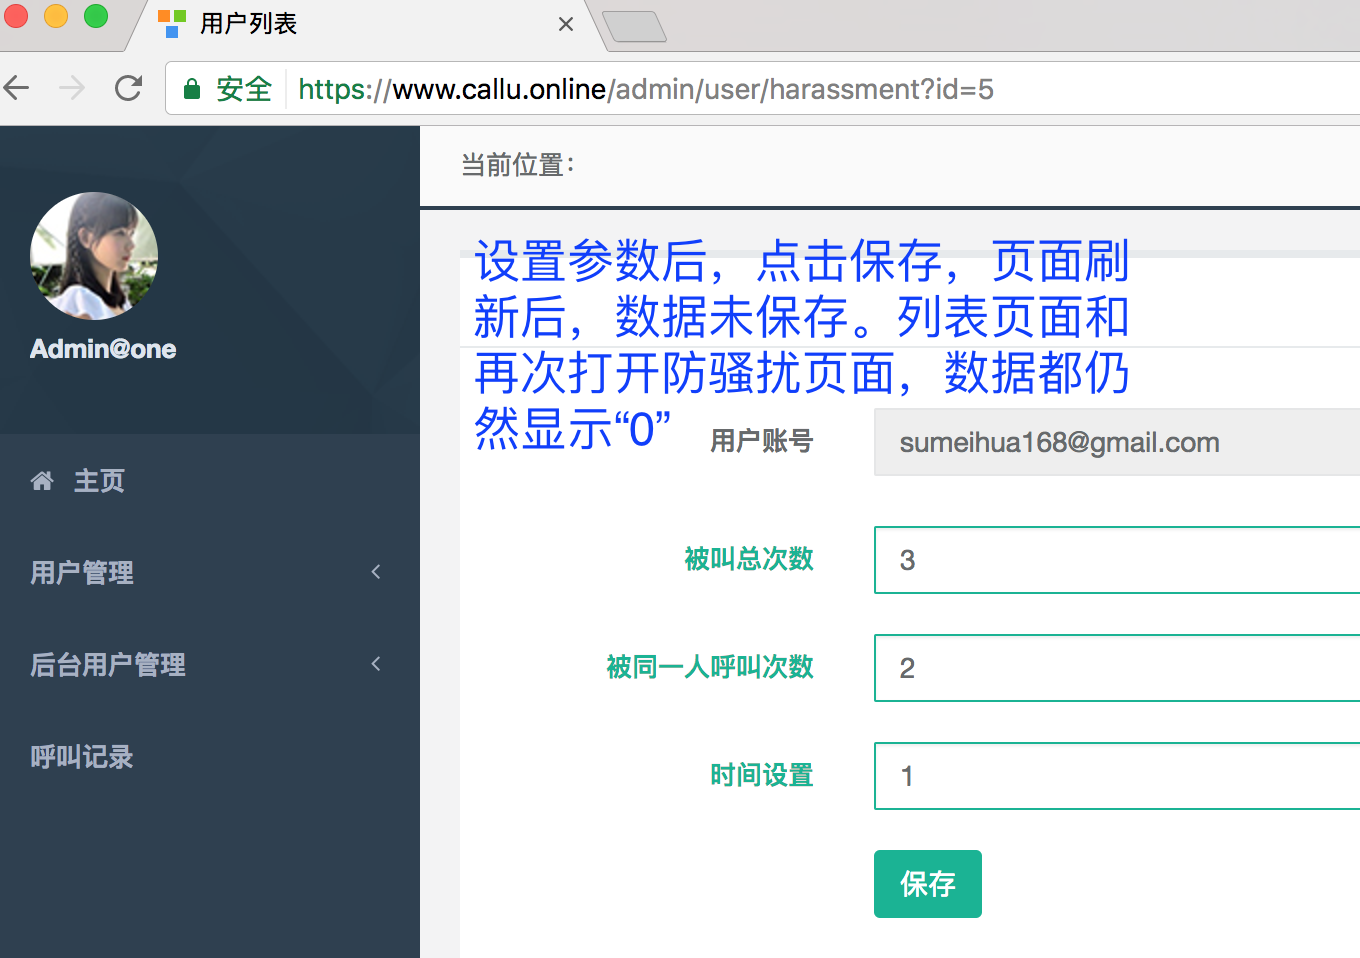 用户列表
安全 https://www.callu.online/admin/user/harassment?id=5
当前位置：
Admin@one
主页
用户管理
后台用户管理
呼叫记录
设置参数后，点击保存，页面刷
新后，数据未保存。列表页面和
再次打开防骚扰页面，数据都仍
然显示“0”
用户账号 sumeihua168@gmail.com
被叫总次数 3
被同一人呼叫次数 2
时间设置 1
保存